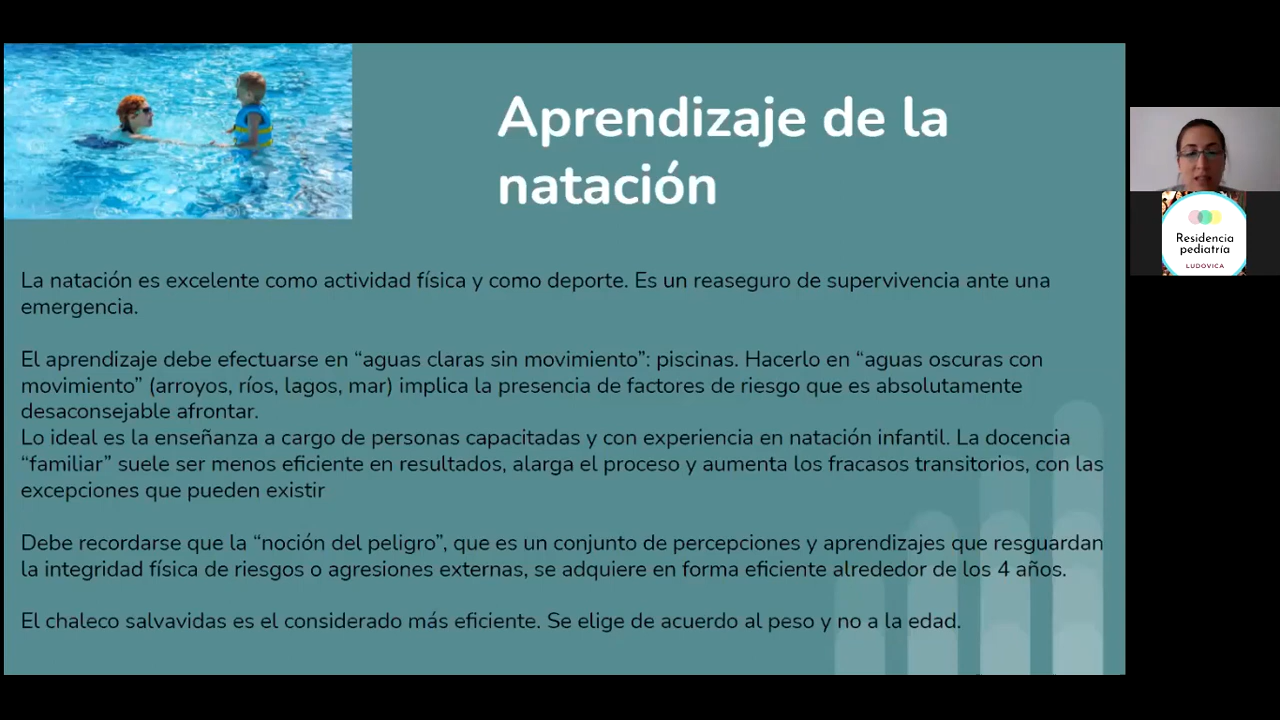 Aprendizaje de la
natación
La natación es excelente como actividad física y como deporte. Es un reaseguro de supervivencia ante una
emergencia.
El aprendizaje debe efectuarse en “aguas claras sin movimiento”: piscinas. Hacerlo en “aguas oscuras con
movimiento” (arroyos, ríos, lagos, mar) implica la presencia de factores de riesgo que es absolutamente
desaconsejable afrontar.
Lo ideal es la enseñanza a cargo de personas capacitadas y con experiencia en natación infantil. La docencia
“familiar” suele ser menos eficiente en resultados, alarga el proceso y aumenta los fracasos transitorios, con las
excepciones que pueden existir
Debe recordarse que la “noción del peligro”, que es un conjunto de percepciones y aprendizajes que resguardan
la integridad física de riesgos o agresiones externas, se adquiere en forma eficiente alrededor de los 4 años.
El chaleco salvavidas es el considerado más eficiente. Se elige de acuerdo al peso y no a la edad.
Residencia
pediatría
LUDOVICA